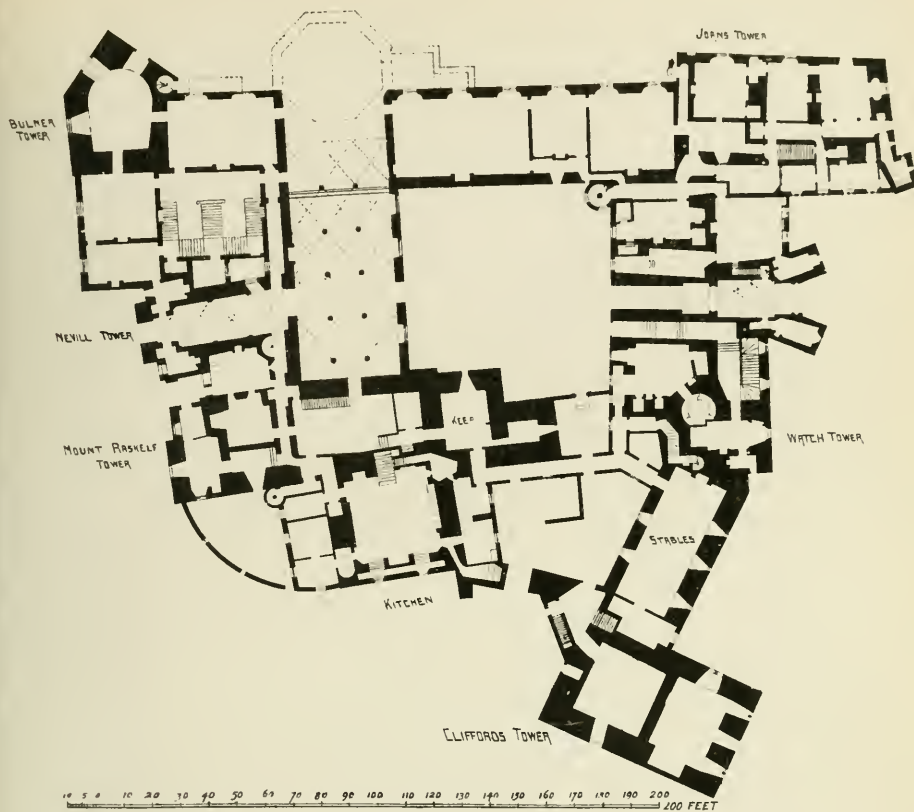 JOANS TOWER
BULMER
TOWER
NEVILL TOWER
KEEP
MOUNT RASKELF
TOWER
WATCH TOWER
STABLES
KITCHEN
CLIFFORDS TOWER
10 5 0 10 20 30 40 50 60 70 80 90 100 110 120 130 140 150 160 170 180 190 200
200 FEET